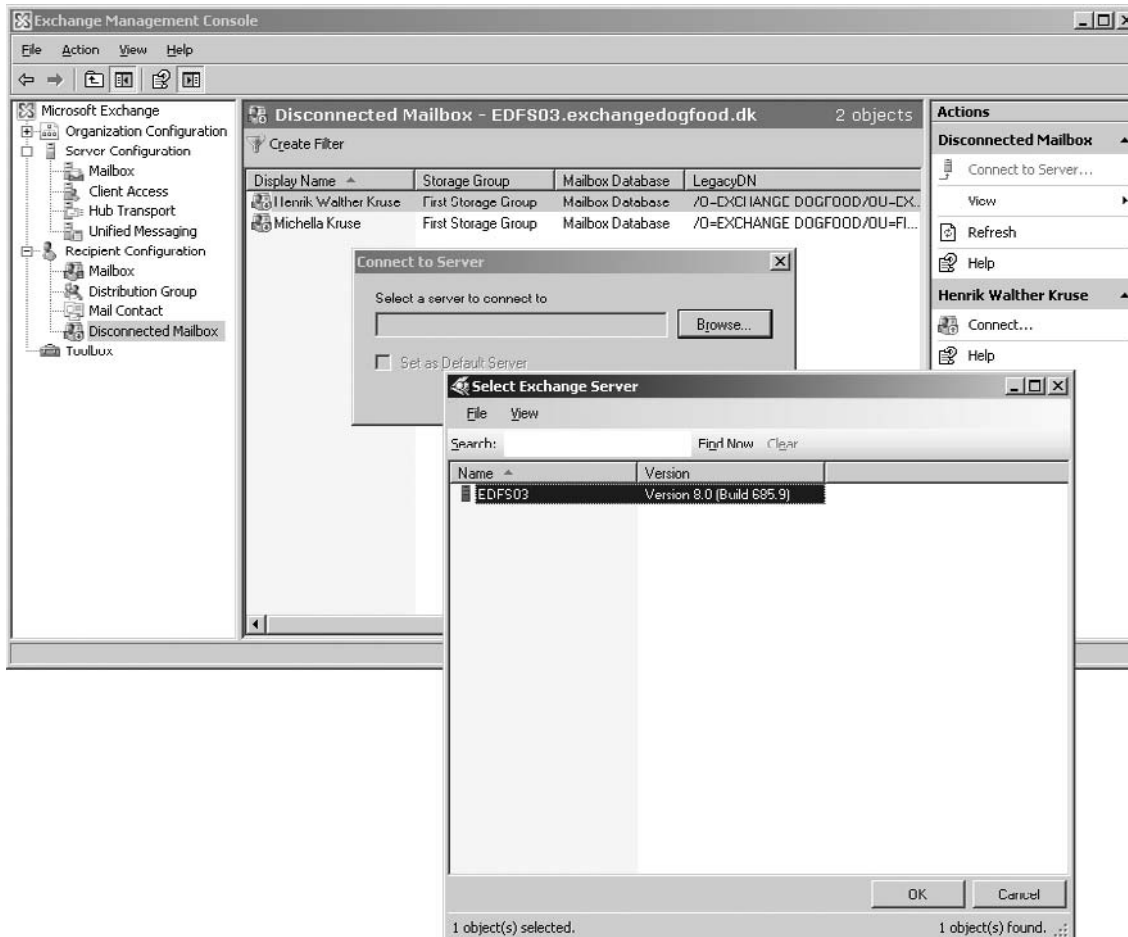 Exchange Management Console
File Action View Help
Microsoft Exchange
Organization Configuration
Server Configuration
Mailbox
Client Access
Hub Transport
Unified Messaging
Recipient Configuration
Mailbox
Distribution Group
Mail Contact
Disconnected Mailbox
Toolbox
Disconnected Mailbox - EDFS03.exchangedogfood.dk 2 objects
Create Filter
Display Name Storage Group Mailbox Database LegacyDN
Henrik Walther Kruse First Storage Group Mailbox Database /O=EXCHANGE DOGFOOD/OU=EX...
Michella Kruse First Storage Group Mailbox Database /O=EXCHANGE DOGFOOD/OU=FI...
Actions
Disconnected Mailbox
Connect to Server...
View
Refresh
Help
Henrik Walther Kruse
Connect...
Help
Connect to Server
Select a server to connect to
Browse...
Set as Default Server
Select Exchange Server
File View
Search: Find Now Clear
Name Version
EDFS03 Version 8.0 (Build 685.9)
OK Cancel
1 object(s) selected. 1 object(s) found.